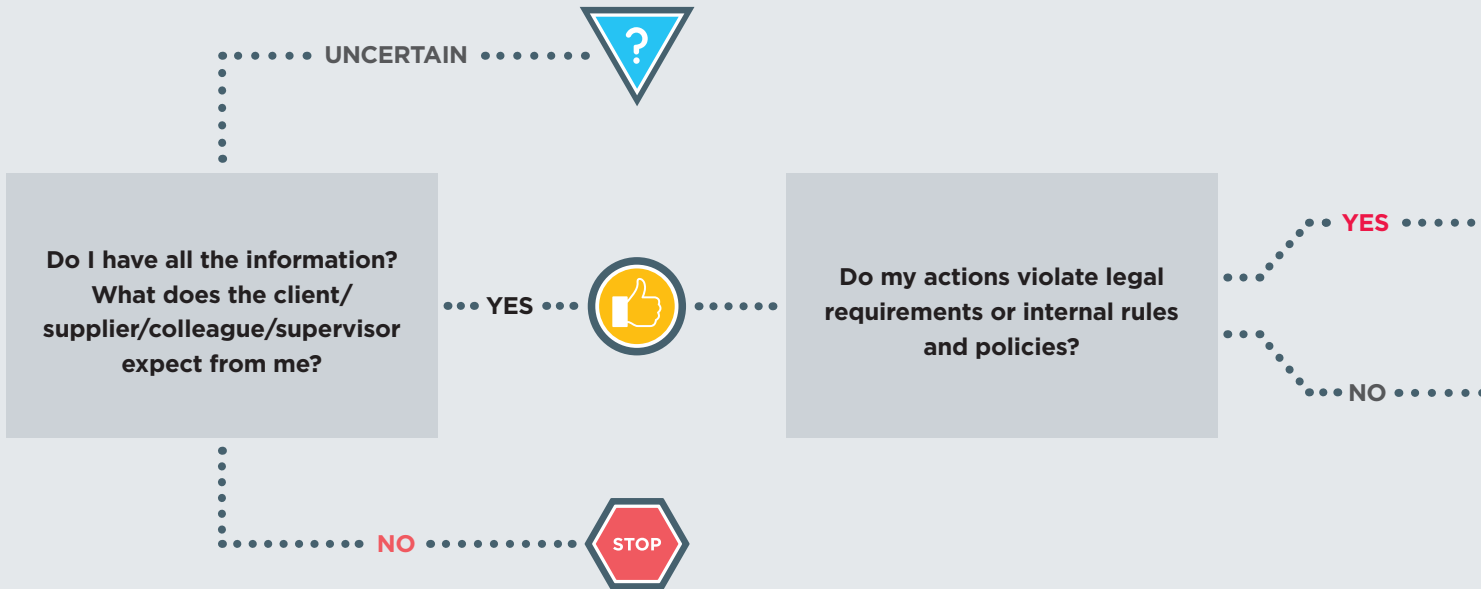 UNCERTAIN
?
Do I have all the information?
What does the client/
supplier/colleague/supervisor
expect from me?
YES
Do my actions violate legal
requirements or internal rules
and policies?
YES
NO
NO
STOP